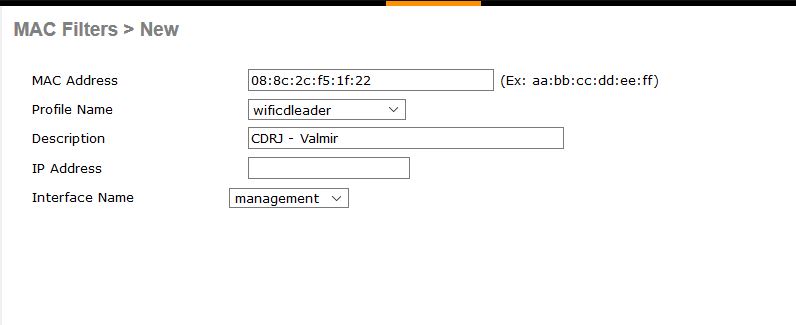 MAC Filters > New
MAC Address 08:8c:2c:f5:1f:22 (Ex: aa:bb:cc:dd:ee:ff)
Profile Name wificdleader
Description CDRJ - Valmir
IP Address
Interface Name management